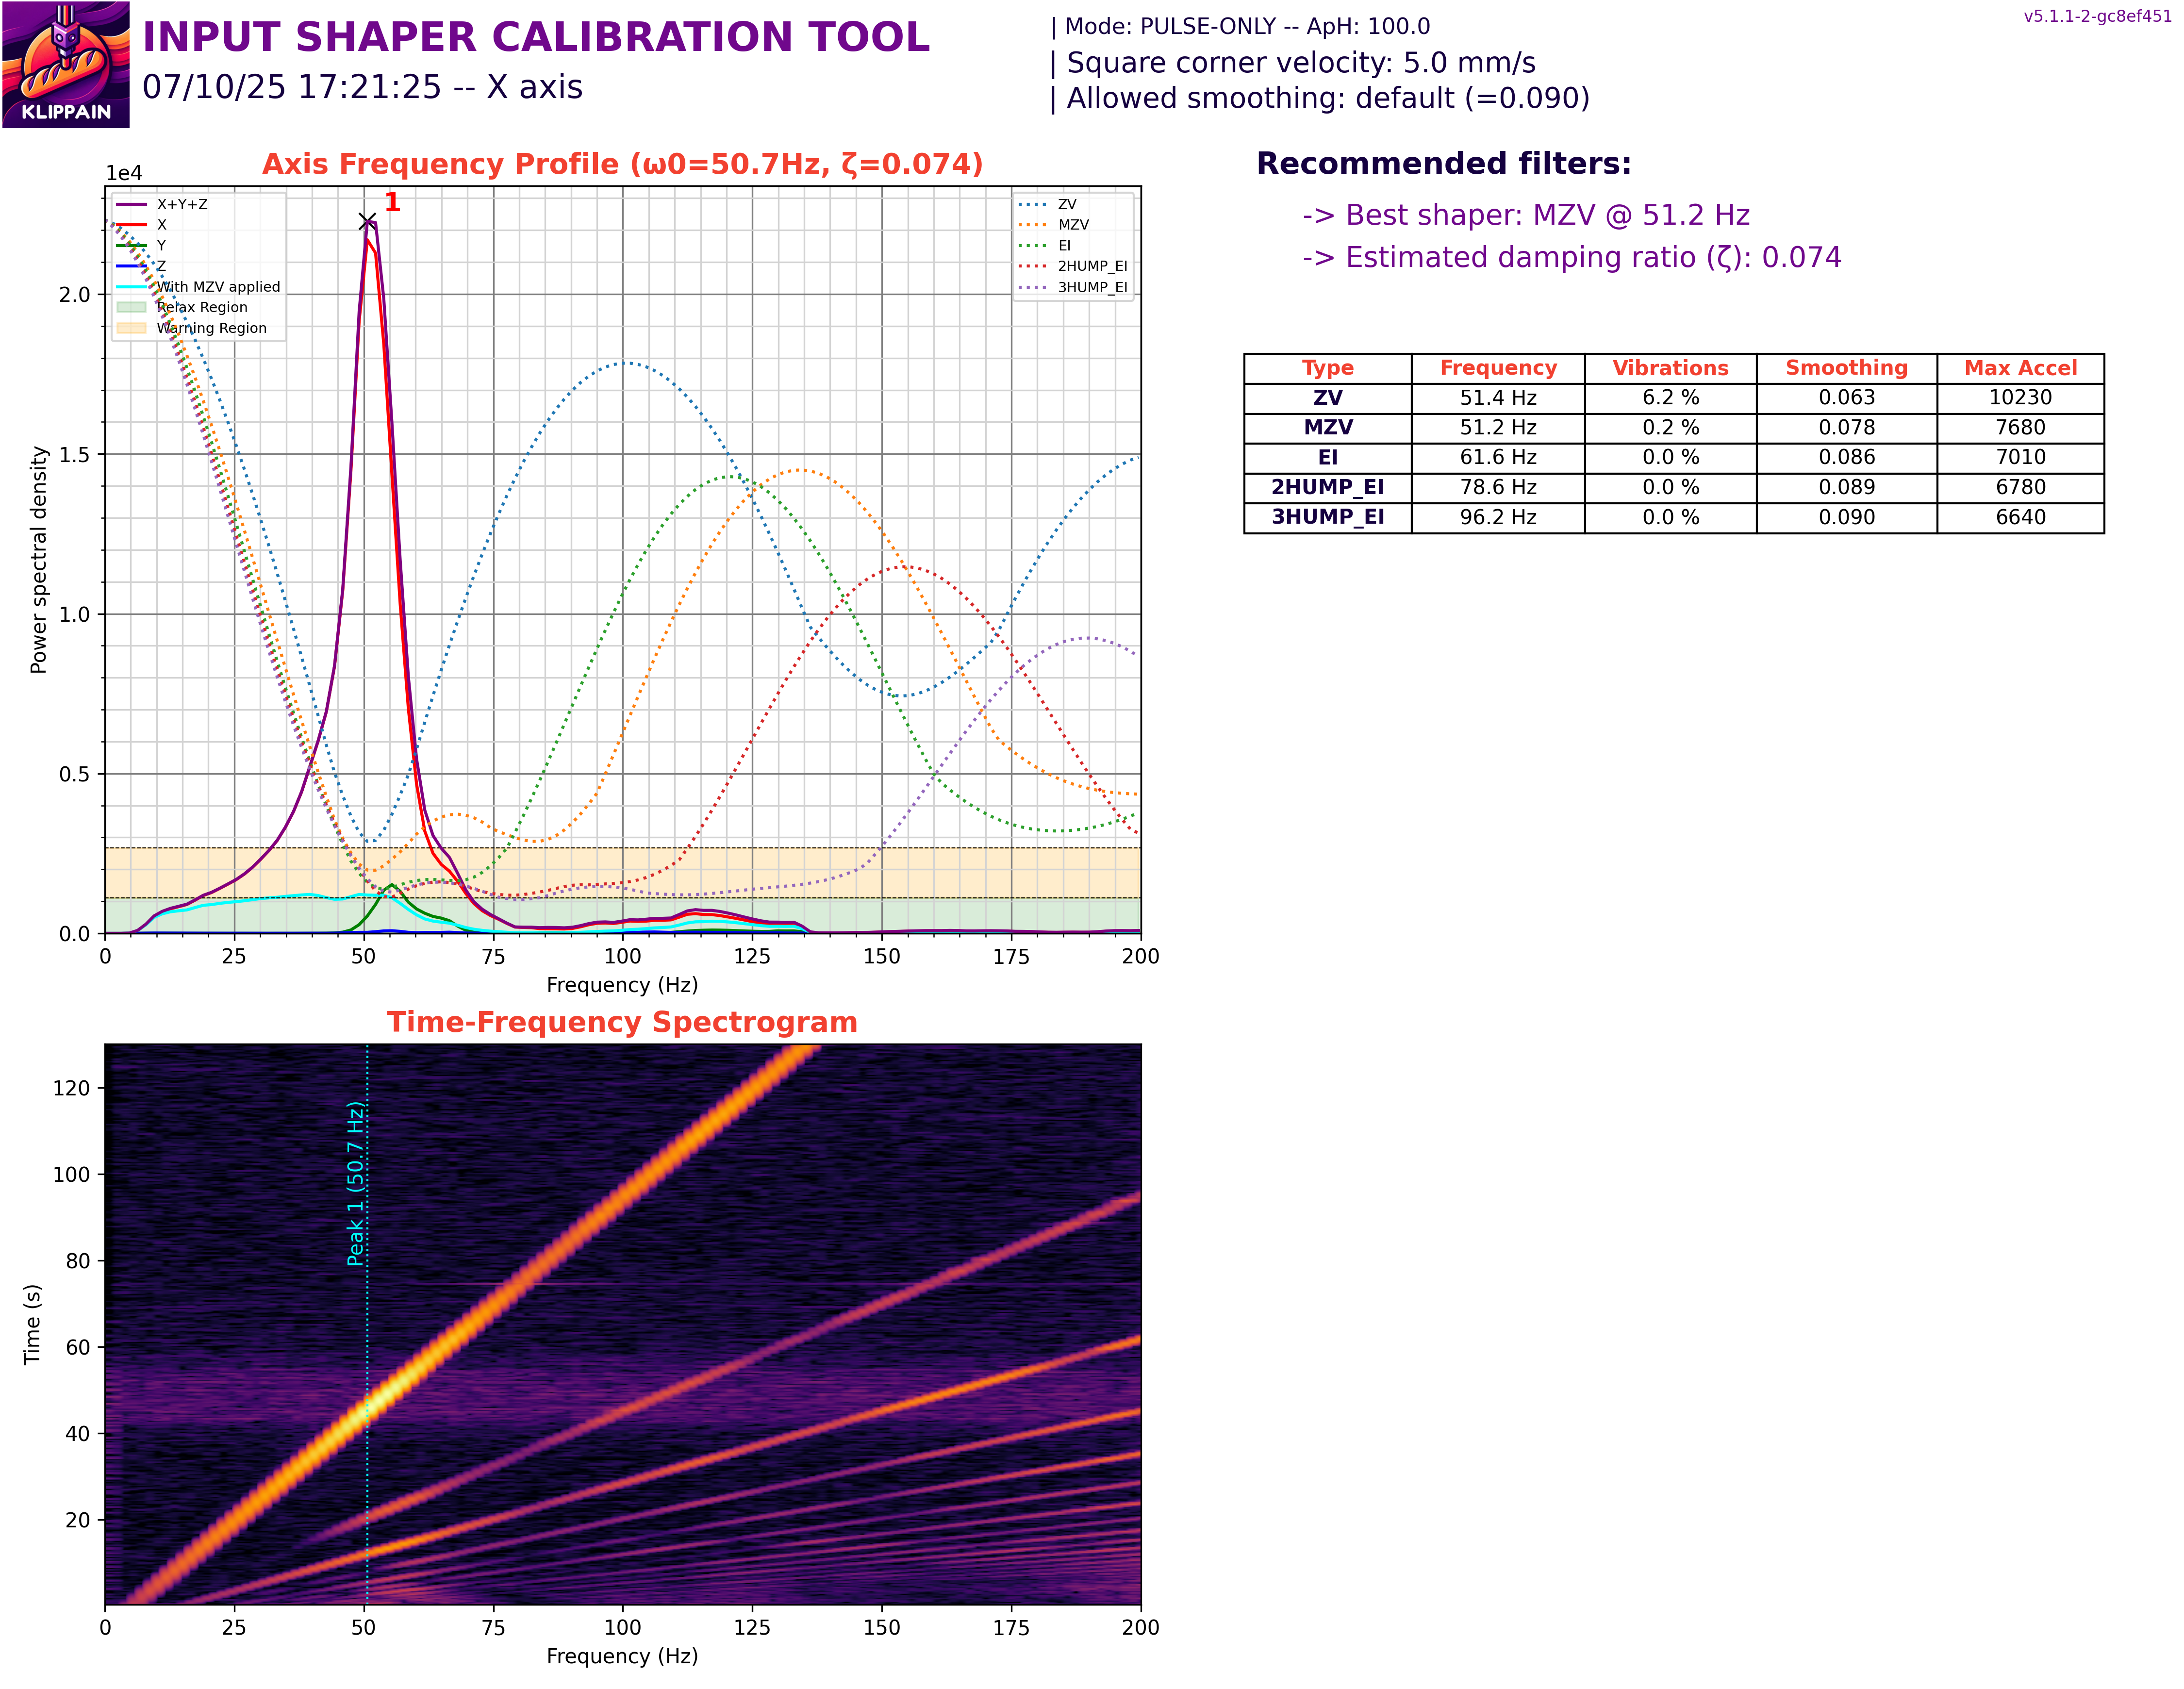 KLIPPAIN
INPUT SHAPER CALIBRATION TOOL
07/10/25 17:21:25 -- X axis
| Mode: PULSE-ONLY -- ApH: 100.0
| Square corner velocity: 5.0 mm/s
| Allowed smoothing: default (=0.090)
v5.1.1-2-gc8ef451
Axis Frequency Profile (ω0=50.7Hz, ζ=0.074)
1e4
X+Y+Z
X
Y
Z
With MZV applied
Relax Region
Warning Region
1
ZV
MZV
EI
2HUMP_EI
3HUMP_EI
Power spectral density
2.0
1.5
1.0
0.5
0.0
0 25 50 75 100 125 150 175 200
Frequency (Hz)
Recommended filters:
-> Best shaper: MZV @ 51.2 Hz
-> Estimated damping ratio (ζ): 0.074
Type Frequency Vibrations Smoothing Max Accel
ZV 51.4 Hz 6.2 % 0.063 10230
MZV 51.2 Hz 0.2 % 0.078 7680
EI 61.6 Hz 0.0 % 0.086 7010
2HUMP_EI 78.6 Hz 0.0 % 0.089 6780
3HUMP_EI 96.2 Hz 0.0 % 0.090 6640
Time-Frequency Spectrogram
Peak 1 (50.7 Hz)
Time (s)
120
100
80
60
40
20
0 25 50 75 100 125 150 175 200
Frequency (Hz)